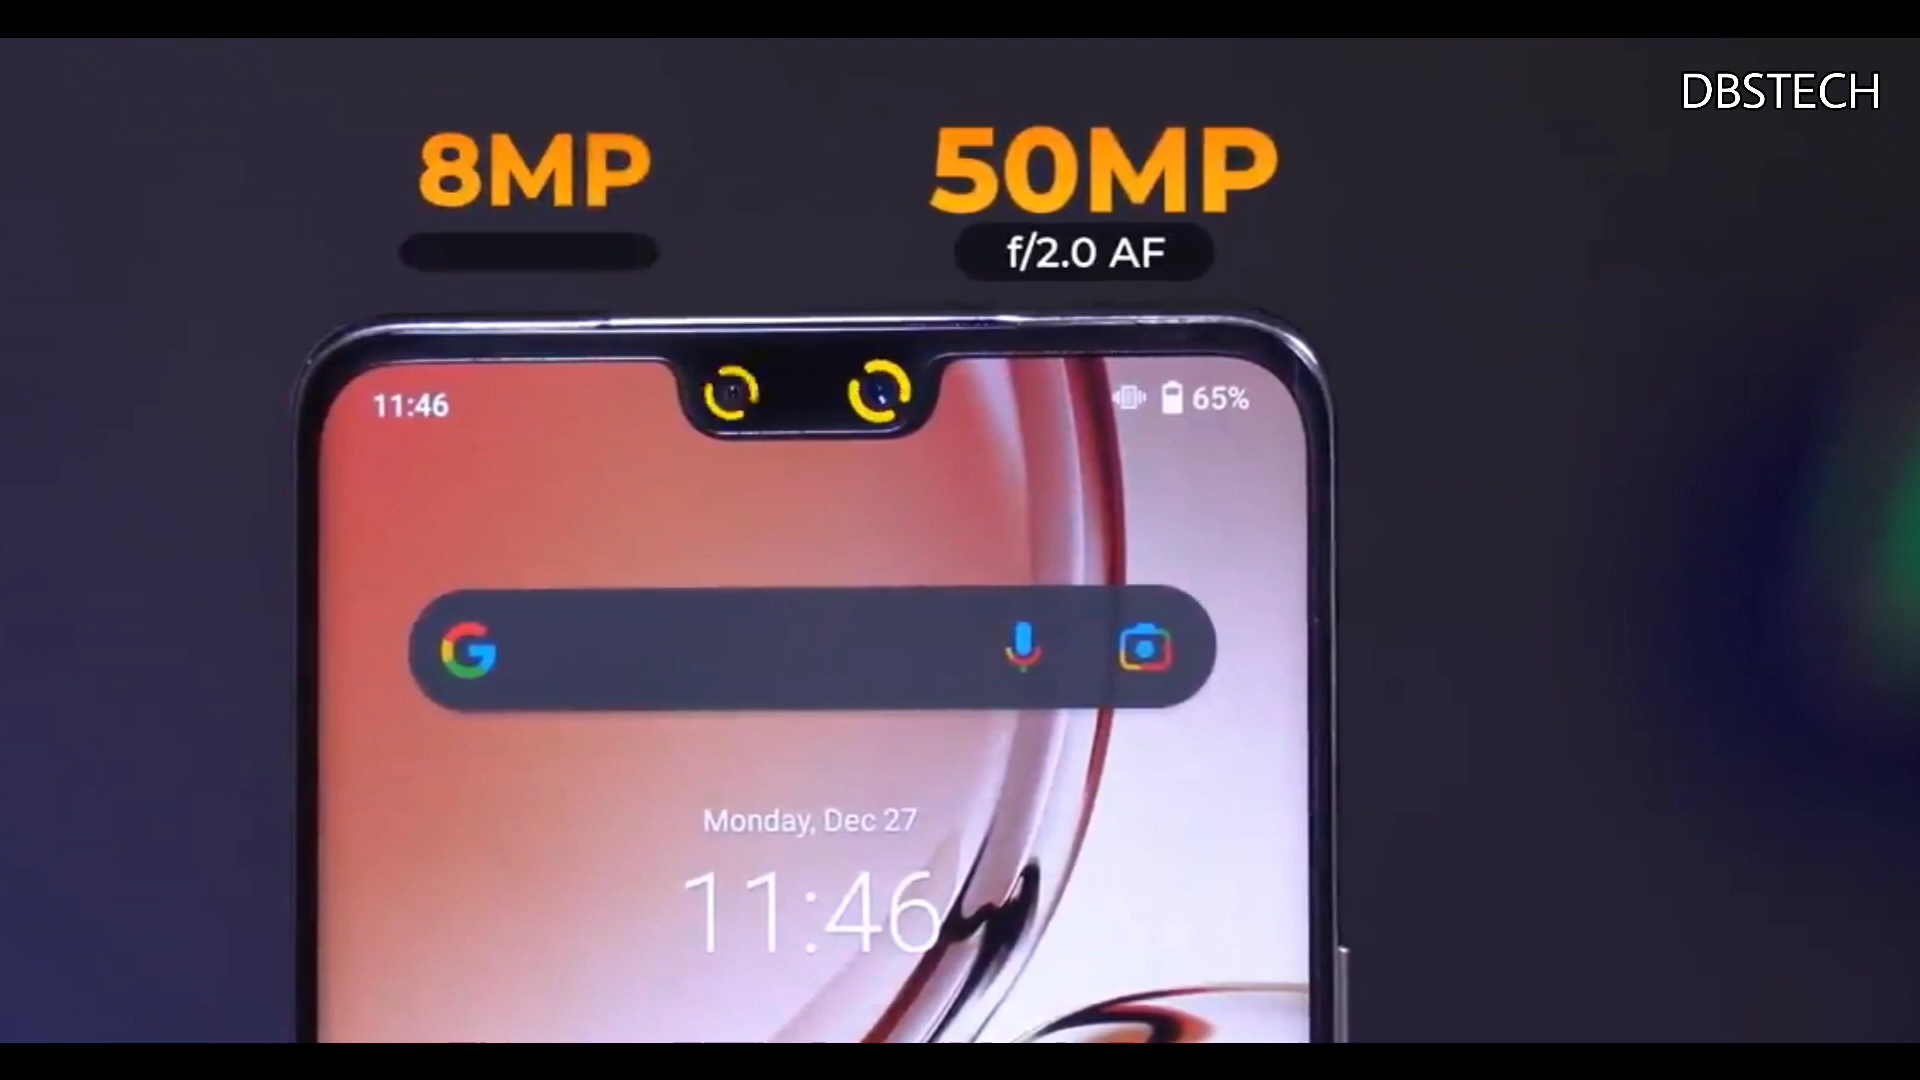 DBSTECH
8MP
50MP
f/2.0 AF
11:46
65%
G
Monday, Dec 27
11:46